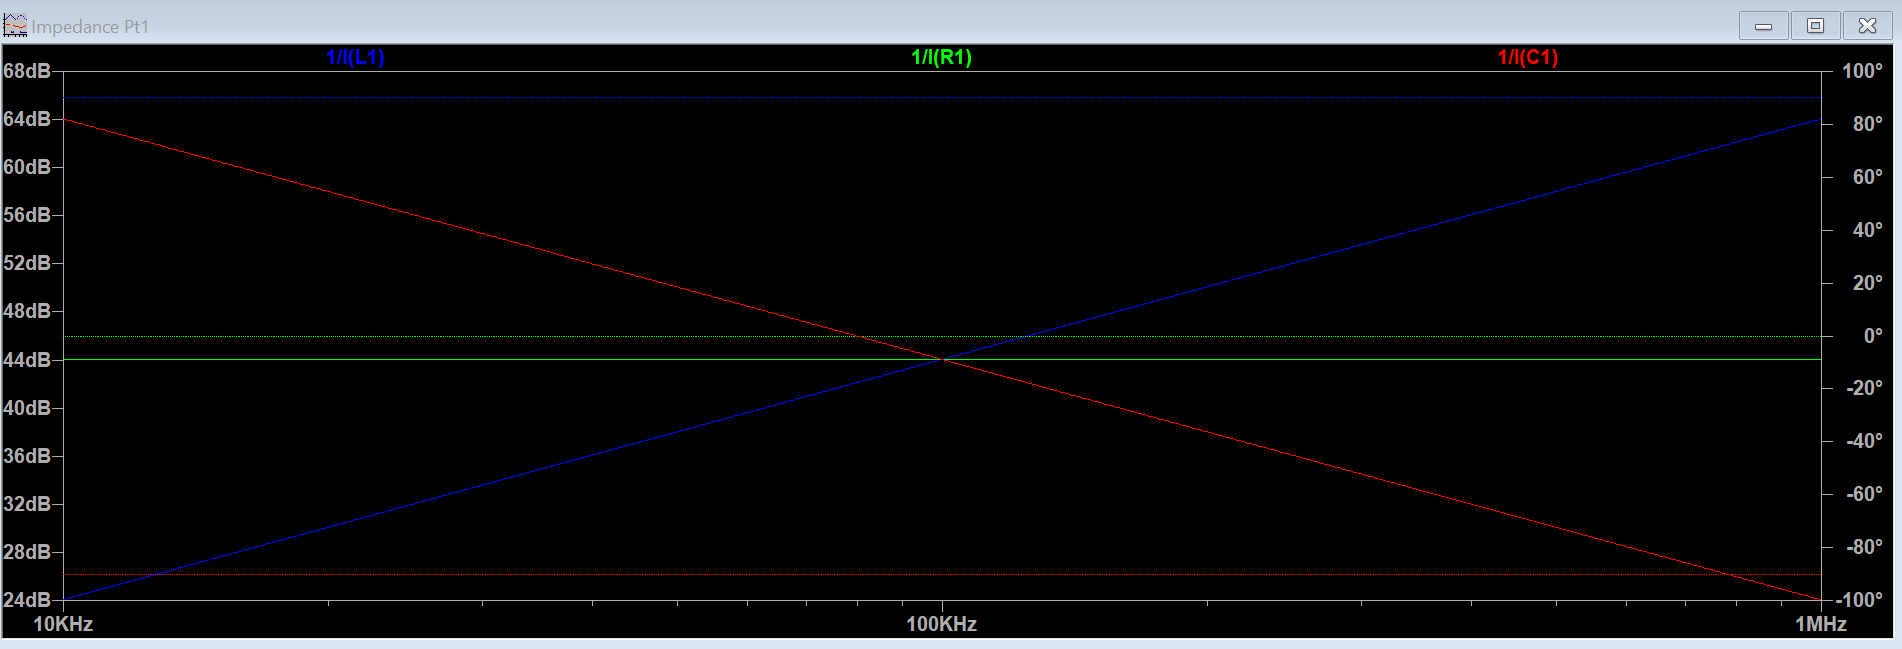 Impedance Pt1
1/I(L1) 1/I(R1) 1/I(C1)
68dB 100°
64dB 80°
60dB 60°
56dB 40°
52dB 20°
48dB 0°
44dB -20°
40dB -40°
36dB -60°
32dB -80°
28dB -100°
24dB
10KHz 100KHz 1MHz